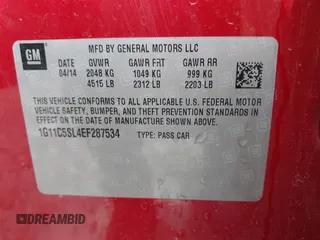 GM
MFD BY GENERAL MOTORS LLC
DATE GVWR GAWR FRT GAWR RR
04/14 2048 KG 1049 KG 999 KG
4515 LB 2312 LB 2203 LB
THIS VEHICLE CONFORMS TO ALL APPLICABLE U.S. FEDERAL MOTOR
VEHICLE SAFETY, BUMPER, AND THEFT PREVENTION STANDARDS
IN EFFECT ON THE DATE OF MANUFACTURE SHOWN ABOVE.
1G11C5SL4EF287534 TYPE: PASS CAR
DREAMBID